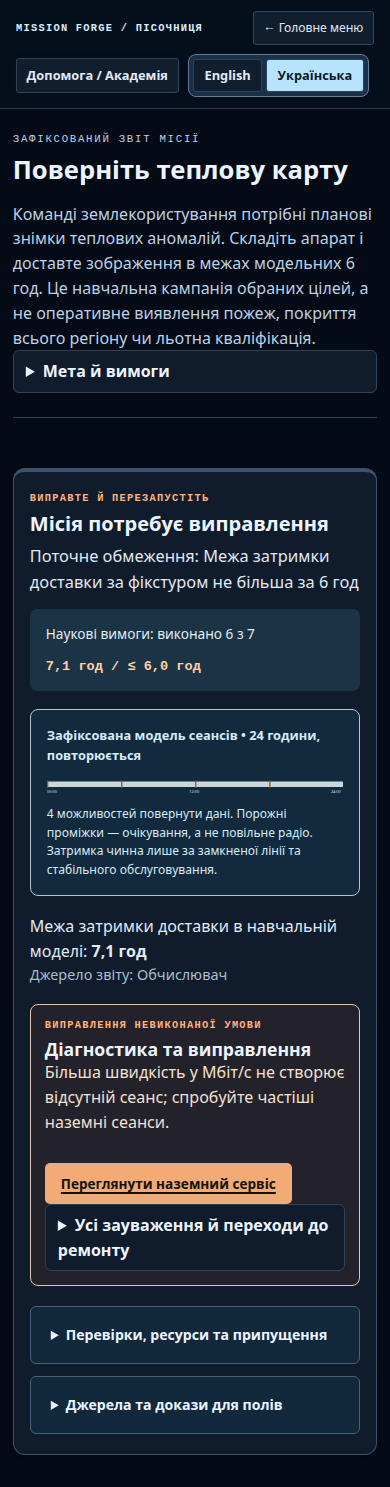 MISSION FORGE / ПІСОЧНИЦЯ
← Головне меню
Допомога / Академія
English
Українська
ЗАФІКСОВАНИЙ ЗВІТ МІСІЇ
Поверніть теплову карту
Команді землекористування потрібні планові
знімки теплових аномалій. Складіть апарат і
доставте зображення в межах модельних 6
год. Це навчальна кампанія обраних цілей, а
не оперативне виявлення пожеж, покриття
всього регіону чи льотна кваліфікація.
▶ Мета й вимоги
ВИПРАВТЕ Й ПЕРЕЗАПУСТІТЬ
Місія потребує виправлення
Поточне обмеження: Межа затримки
доставки за фікстуром не більша за 6 год
Наукові вимоги: виконано 6 з 7
7,1 год / ≤ 6,0 год
Зафіксована модель сеансів • 24 години,
повторюється
00:00 12:00 24:00
4 можливості повернути дані. Порожні
проміжки — очікування, а не повільне радіо.
Затримка чинна лише за замкненої лінії та
стабільного обслуговування.
Межа затримки доставки в навчальній
моделі: 7,1 год
Джерело звіту: Обчислювач
ВИПРАВЛЕННЯ НЕВИКОНАНОЇ УМОВИ
Діагностика та виправлення
Більша швидкість у Мбіт/с не створює
відсутній сеанс; спробуйте частіші
наземні сеанси.
Переглянути наземний сервіс
▶ Усі зауваження й переходи до
ремонту
▶ Перевірки, ресурси та припущення
▶ Джерела та докази для полів